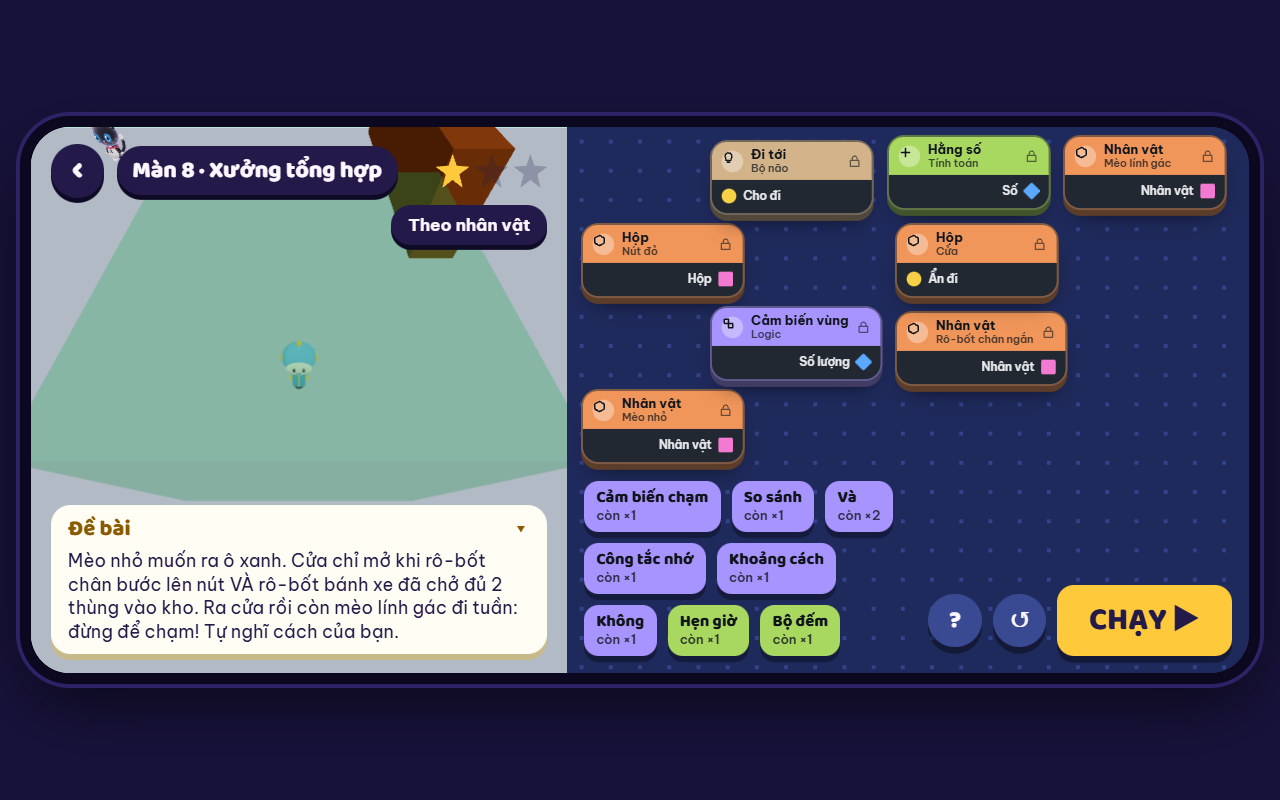 Màn 8 · Xưởng tổng hợp
Theo nhân vật
Đề bài
Mèo nhỏ muốn ra ô xanh. Cửa chỉ mở khi rô-bốt
chân bước lên nút VÀ rô-bốt bánh xe đã chở đủ 2
thùng vào kho. Ra cửa rồi còn mèo lính gác đi tuần:
đừng để chạm! Tự nghĩ cách của bạn.
Đi tới
Bộ não
Cho đi
Hằng số
Tính toán
Số
Nhân vật
Mèo lính gác
Nhân vật
Hộp
Nút đỏ
Hộp
Hộp
Cửa
Ẩn đi
Cảm biến vùng
Logic
Số lượng
Nhân vật
Rô-bốt chân ngắn
Nhân vật
Nhân vật
Mèo nhỏ
Nhân vật
Cảm biến chạm
còn ×1
So sánh
còn ×1
Và
còn ×2
Công tắc nhớ
còn ×1
Khoảng cách
còn ×1
Không
còn ×1
Hẹn giờ
còn ×1
Bộ đếm
còn ×1
?
CHẠY